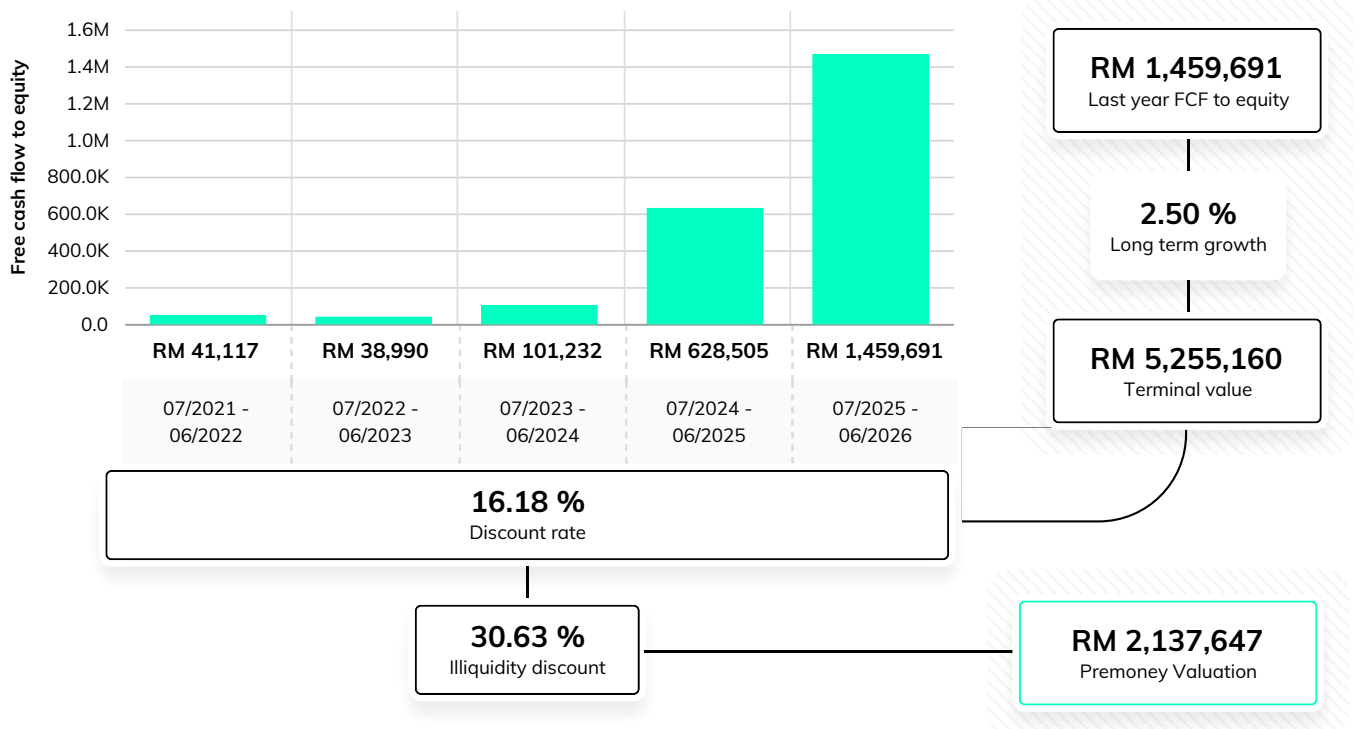 Free cash flow to equity
1.6M
1.4M
1.2M
1.0M
800.0K
600.0K
400.0K
200.0K
0.0
RM 41,117 RM 38,990 RM 101,232 RM 628,505 RM 1,459,691
07/2021 - 07/2022 - 07/2023 - 07/2024 - 07/2025 -
06/2022 06/2023 06/2024 06/2025 06/2026
16.18 %
Discount rate
30.63 %
Illiquidity discount
RM 1,459,691
Last year FCF to equity
2.50 %
Long term growth
RM 5,255,160
Terminal value
RM 2,137,647
Premoney Valuation